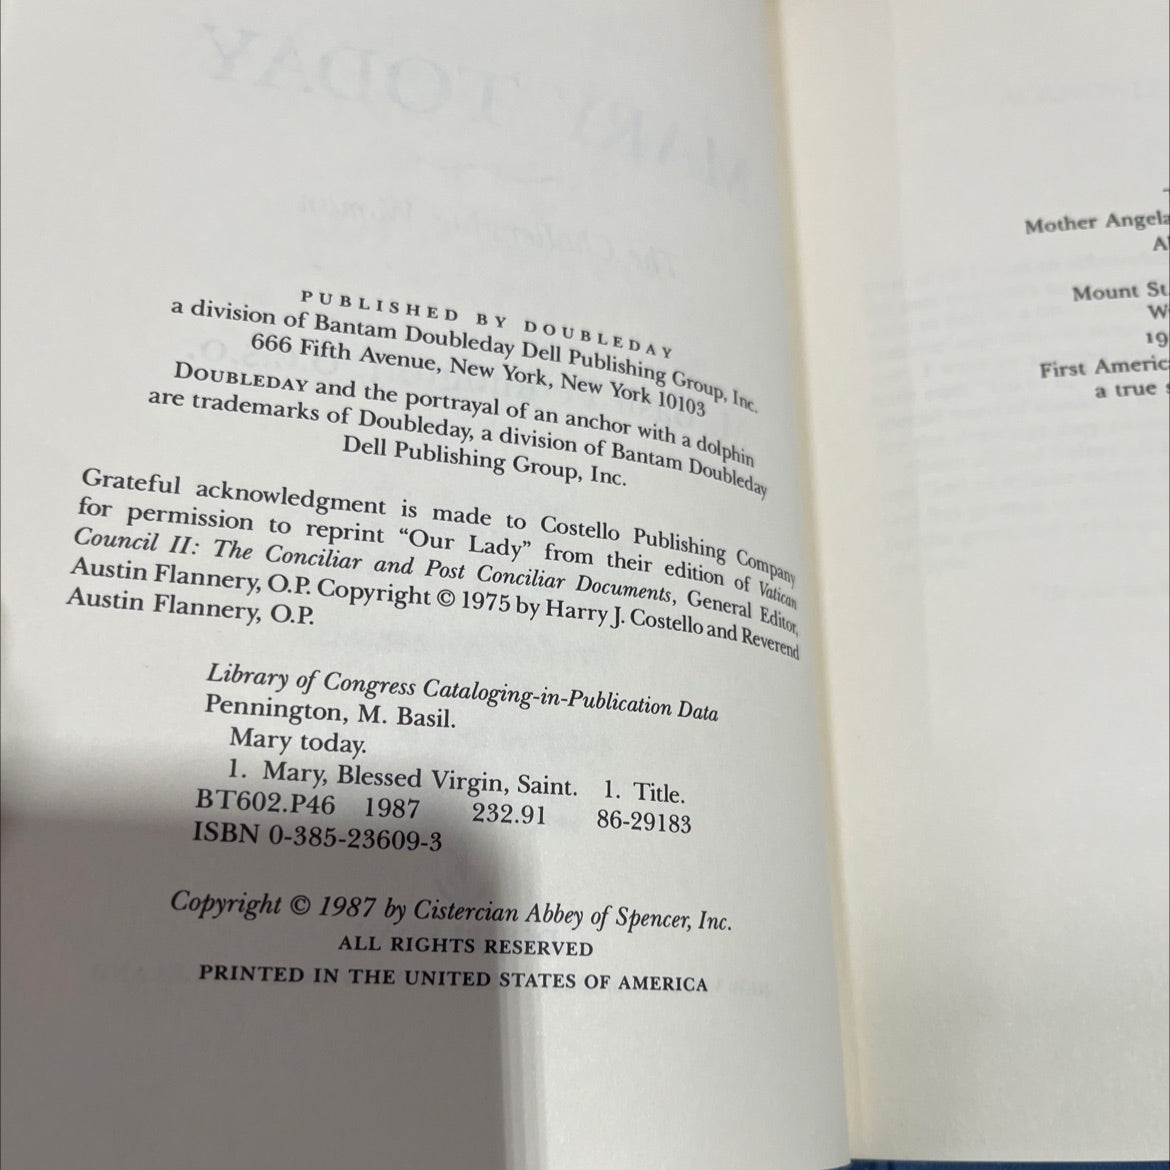 PUBLISHED BY DOUBLEDAY
a division of Bantam Doubleday Dell Publishing Group, Inc.
666 Fifth Avenue, New York, New York 10103
DOUBLEDAY and the portrayal of an anchor with a dolphin
are trademarks of Doubleday, a division of Bantam Doubleday
Dell Publishing Group, Inc.
Grateful acknowledgment is made to Costello Publishing Company
for permission to reprint “Our Lady” from their edition of Vatican
Council II: The Conciliar and Post Conciliar Documents, General Editor,
Austin Flannery, O.P. Copyright © 1975 by Harry J. Costello and Reverend
Austin Flannery, O.P.
Library of Congress Cataloging-in-Publication Data
Pennington, M. Basil.
Mary today.
1. Mary, Blessed Virgin, Saint. 1. Title.
BT602.P46 1987 232.91 86-29183
ISBN 0-385-23609-3
Copyright © 1987 by Cistercian Abbey of Spencer, Inc.
ALL RIGHTS RESERVED
PRINTED IN THE UNITED STATES OF AMERICA
MARY TODAY
The Challenging Woman
Mother Angela
Mount St.
19
First Americ
a true